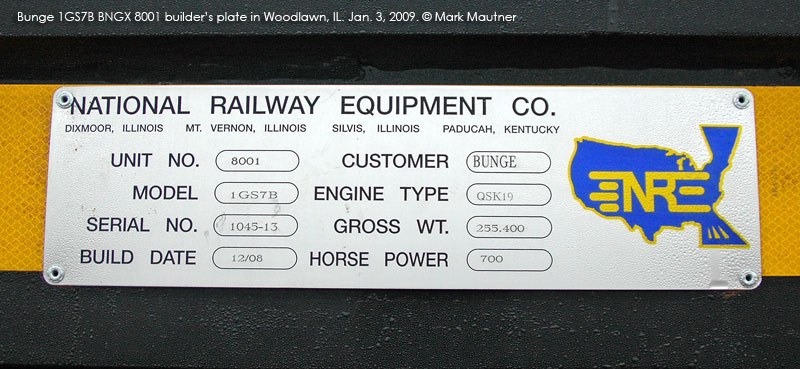 Bunge 1GS7B BNGX 8001 builder's plate in Woodlawn, IL. Jan. 3, 2009. © Mark Mautner
NATIONAL RAILWAY EQUIPMENT CO.
DIXMOOR, ILLINOIS MT. VERNON, ILLINOIS SILVIS, ILLINOIS PADUCAH, KENTUCKY
UNIT NO. 8001 CUSTOMER BUNGE
MODEL 1GS7B ENGINE TYPE QSK19
SERIAL NO. 1045-13 GROSS WT. 255,400
BUILD DATE 12/08 HORSE POWER 700
NRE